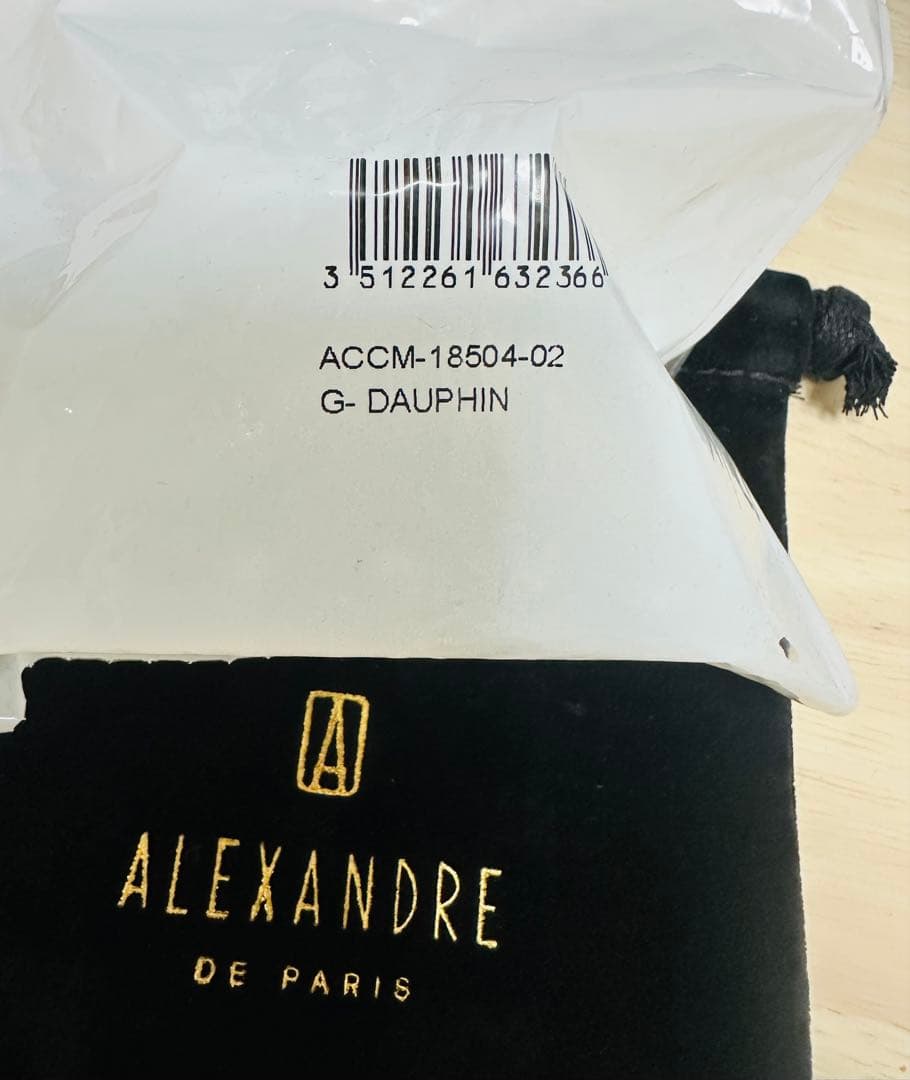 3 512261 632366
ACCM-18504-02
G- DAUPHIN
A
ALEXANDRE
DE PARIS